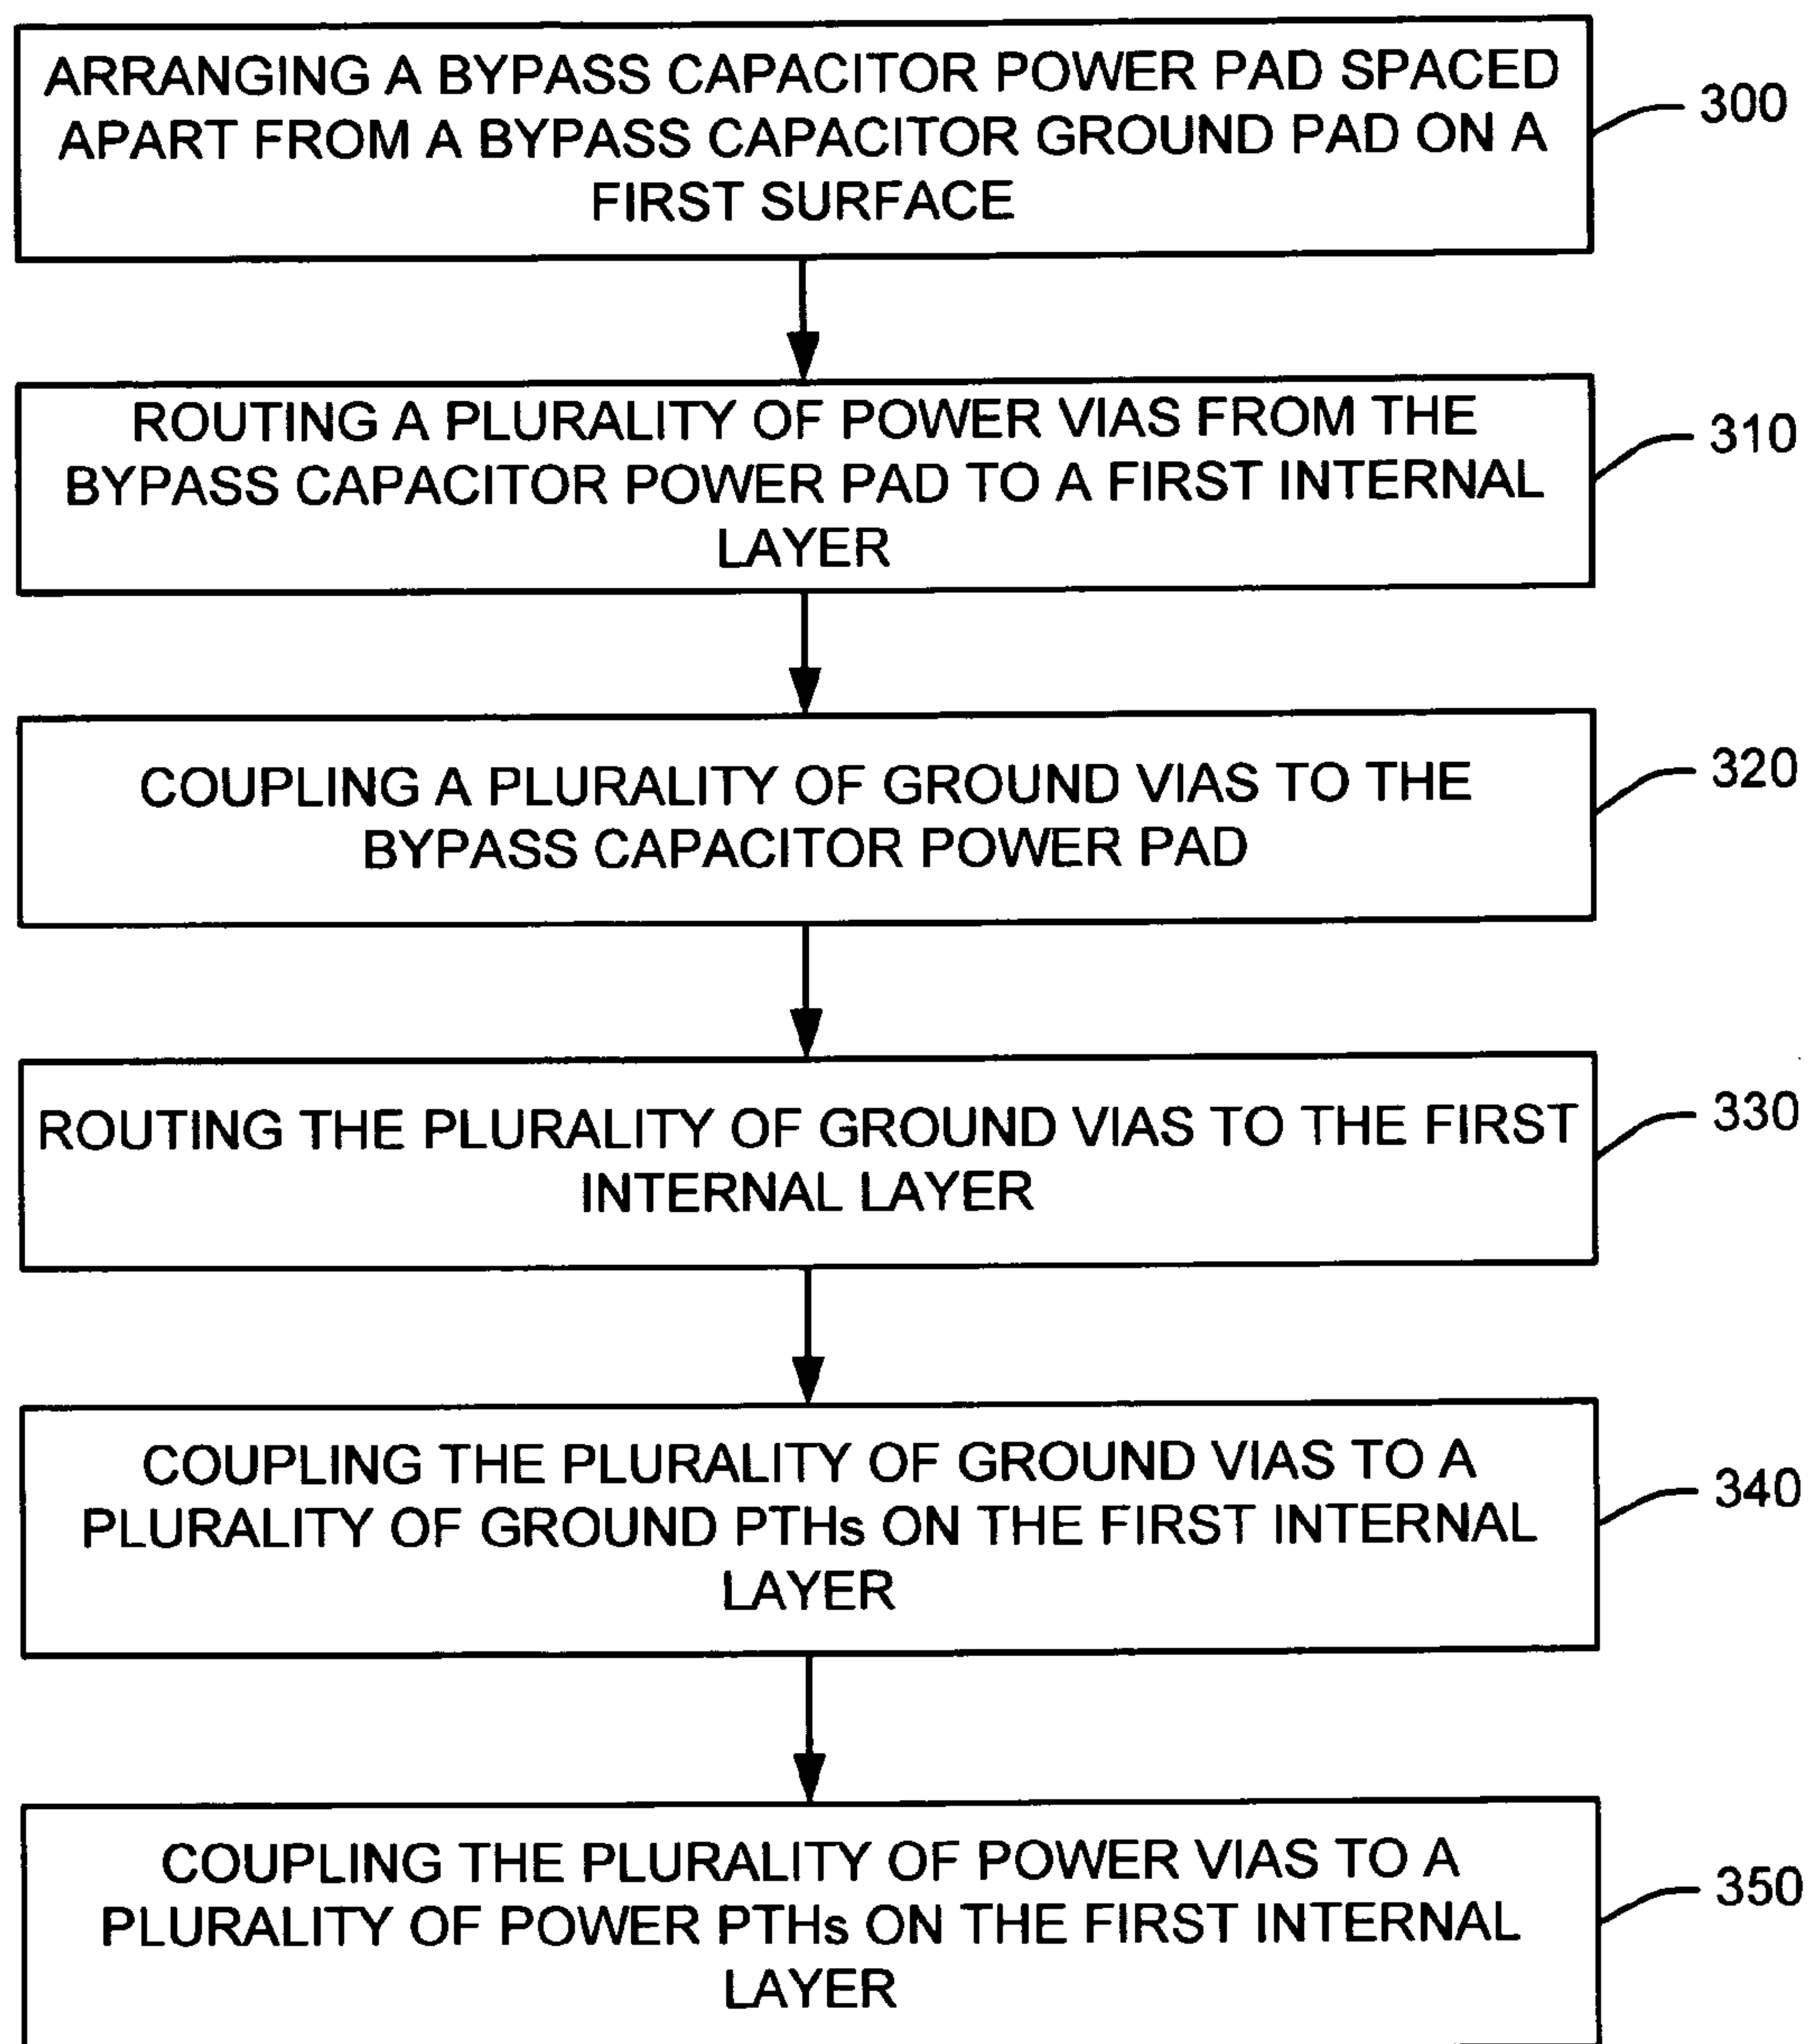 ARRANGING A BYPASS CAPACITOR POWER PAD SPACED
APART FROM A BYPASS CAPACITOR GROUND PAD ON A
FIRST SURFACE
300
ROUTING A PLURALITY OF POWER VIAS FROM THE
BYPASS CAPACITOR POWER PAD TO A FIRST INTERNAL
LAYER
310
COUPLING A PLURALITY OF GROUND VIAS TO THE
BYPASS CAPACITOR POWER PAD
320
ROUTING THE PLURALITY OF GROUND VIAS TO THE FIRST
INTERNAL LAYER
330
COUPLING THE PLURALITY OF GROUND VIAS TO A
PLURALITY OF GROUND PTHs ON THE FIRST INTERNAL
LAYER
340
COUPLING THE PLURALITY OF POWER VIAS TO A
PLURALITY OF POWER PTHs ON THE FIRST INTERNAL
LAYER
350